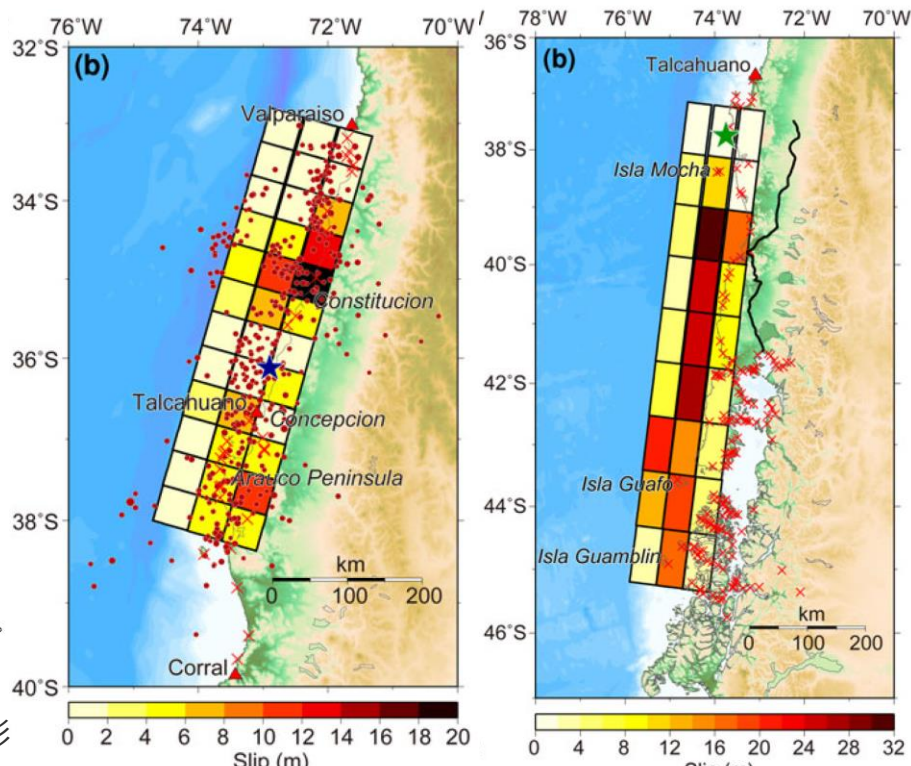 76°W 74°W 72°W 70°W
32°S
(b)
Valparaiso
34°S
Constitucion
36°S
Talcahuano
Concepcion
Arauco Peninsula
38°S
km
0 100 200
Corral
40°S
0 2 4 6 8 10 12 14 16 18 20
Slip (m)
78°W 76°W 74°W 72°W 70°W
36°S
(b)
Talcahuano
38°S
Isla Mocha
40°S
42°S
44°S
Isla Guafo
Isla Guamblin
km
0 100 200
46°S
0 4 8 12 16 20 24 28 32
Slip (m)